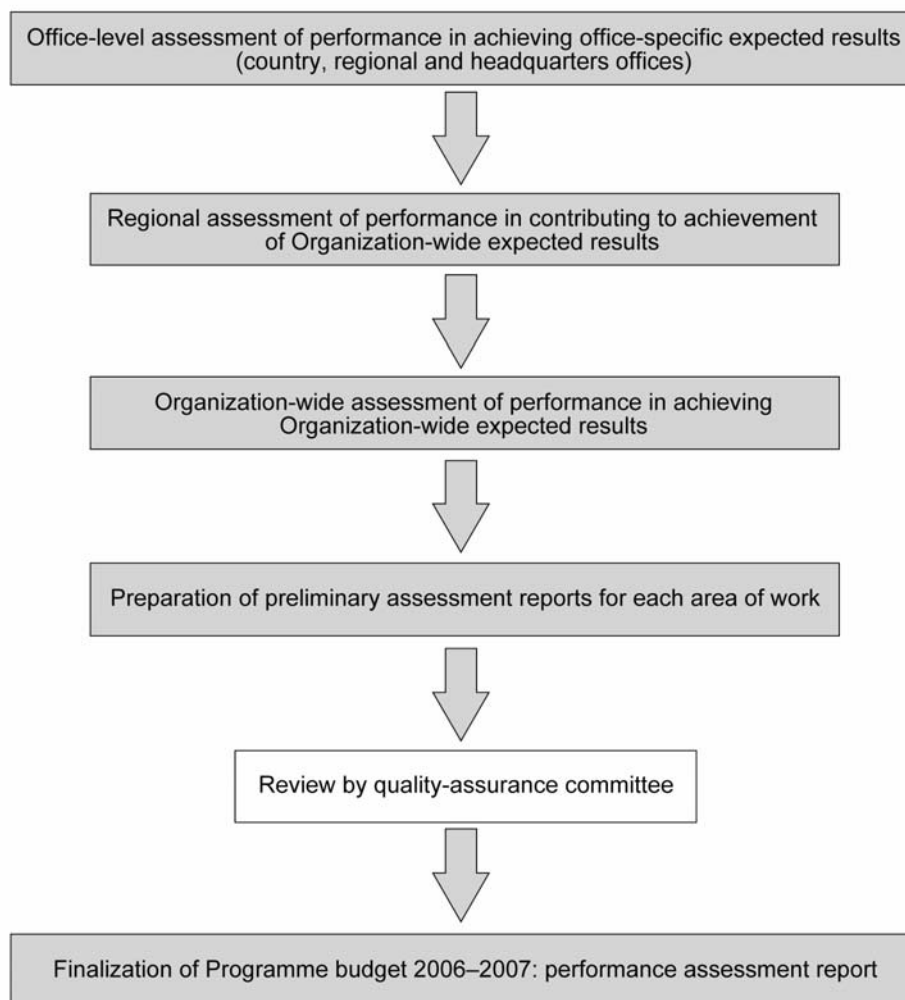 Office-level assessment of performance in achieving office-specific expected results
(country, regional and headquarters offices)
Regional assessment of performance in contributing to achievement
of Organization-wide expected results
Organization-wide assessment of performance in achieving
Organization-wide expected results
Preparation of preliminary assessment reports for each area of work
Review by quality-assurance committee
Finalization of Programme budget 2006–2007: performance assessment report